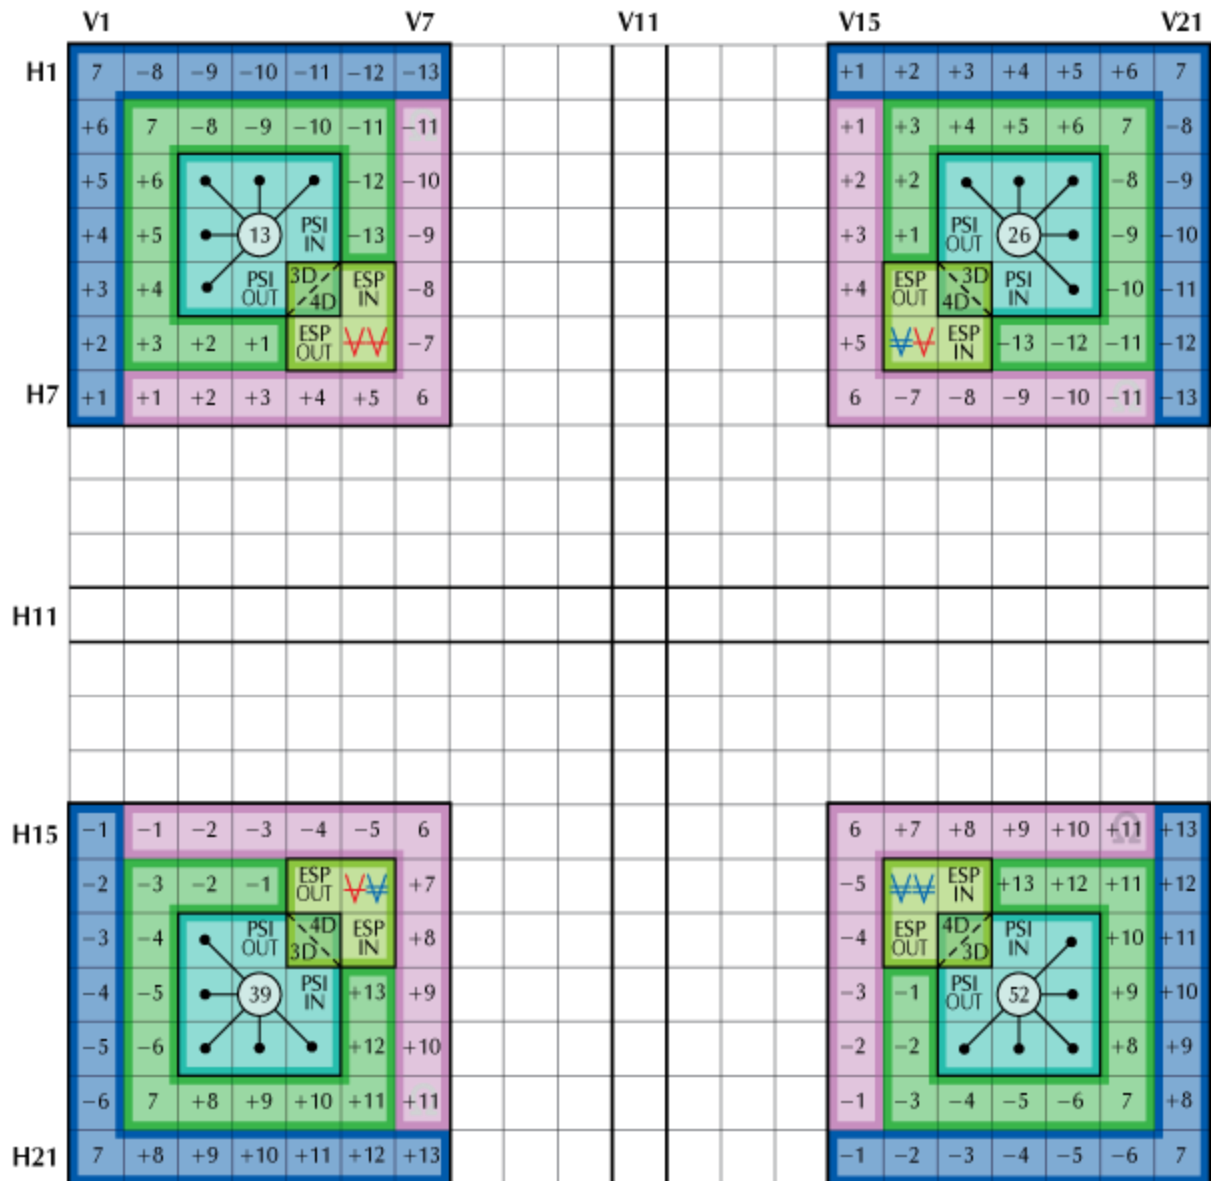 V1 V7 V11 V15 V21
H1 7 −8 −9 −10 −11 −12 −13 +1 +2 +3 +4 +5 +6 7
+6 7 −8 −9 −10 −11 −11 +1 +3 +4 +5 +6 7 −8
+5 +6 −12 −10 +2 +2 −8 −9
+4 +5 13 PSI IN −13 −9 +3 +1 PSI OUT 26 −9 −10
+3 +4 PSI OUT 3D 4D ESP IN −8 +4 ESP OUT 3D 4D PSI IN −10 −11
+2 +3 +2 +1 ESP OUT −7 +5 ESP IN −13 −12 −11 −12
H7 +1 +1 +2 +3 +4 +5 6 6 −7 −8 −9 −10 −11 −13
H11
H15 −1 −1 −2 −3 −4 −5 6 6 +7 +8 +9 +10 +11 +13
−2 −3 −2 −1 ESP OUT +7 −5 ESP IN +13 +12 +11 +12
−3 −4 PSI OUT 4D 3D ESP IN +8 −4 ESP OUT 4D 3D PSI IN +10 +11
−4 −5 39 PSI IN +13 +9 −3 −1 PSI OUT 52 +9 +10
−5 −6 +12 +10 −2 −2 +8 +9
−6 7 +8 +9 +10 +11 +11 −1 −3 −4 −5 −6 7 +8
H21 7 +8 +9 +10 +11 +12 +13 −1 −2 −3 −4 −5 −6 7